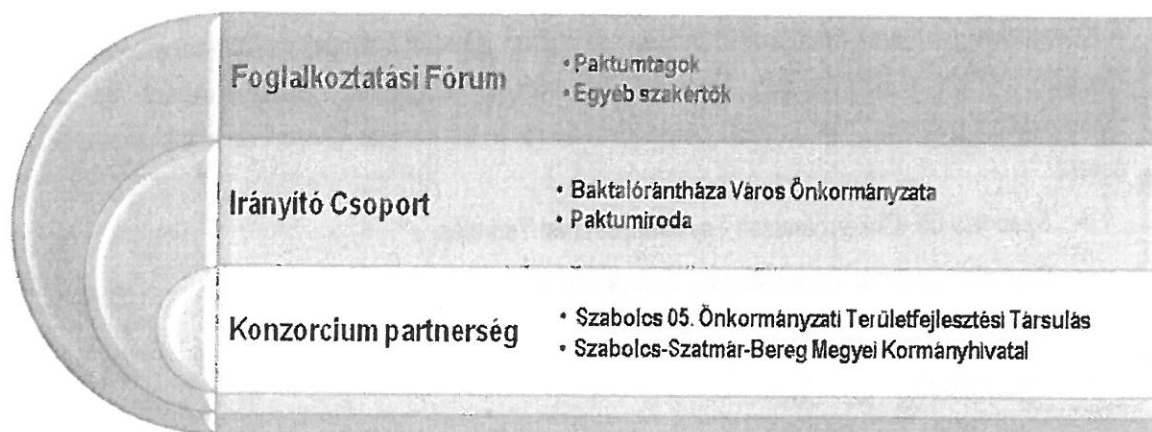 Foglalkoztatási Fórum
• Paktumtagok
• Egyéb szakértők
Irányító Csoport
• Baktalórántháza Város Önkormányzata
• Paktumiroda
Konzorcium partnerség
• Szabolcs 05. Önkormányzati Területfejlesztési Társulás
• Szabolcs-Szatmár-Bereg Megyei Kormányhivatal